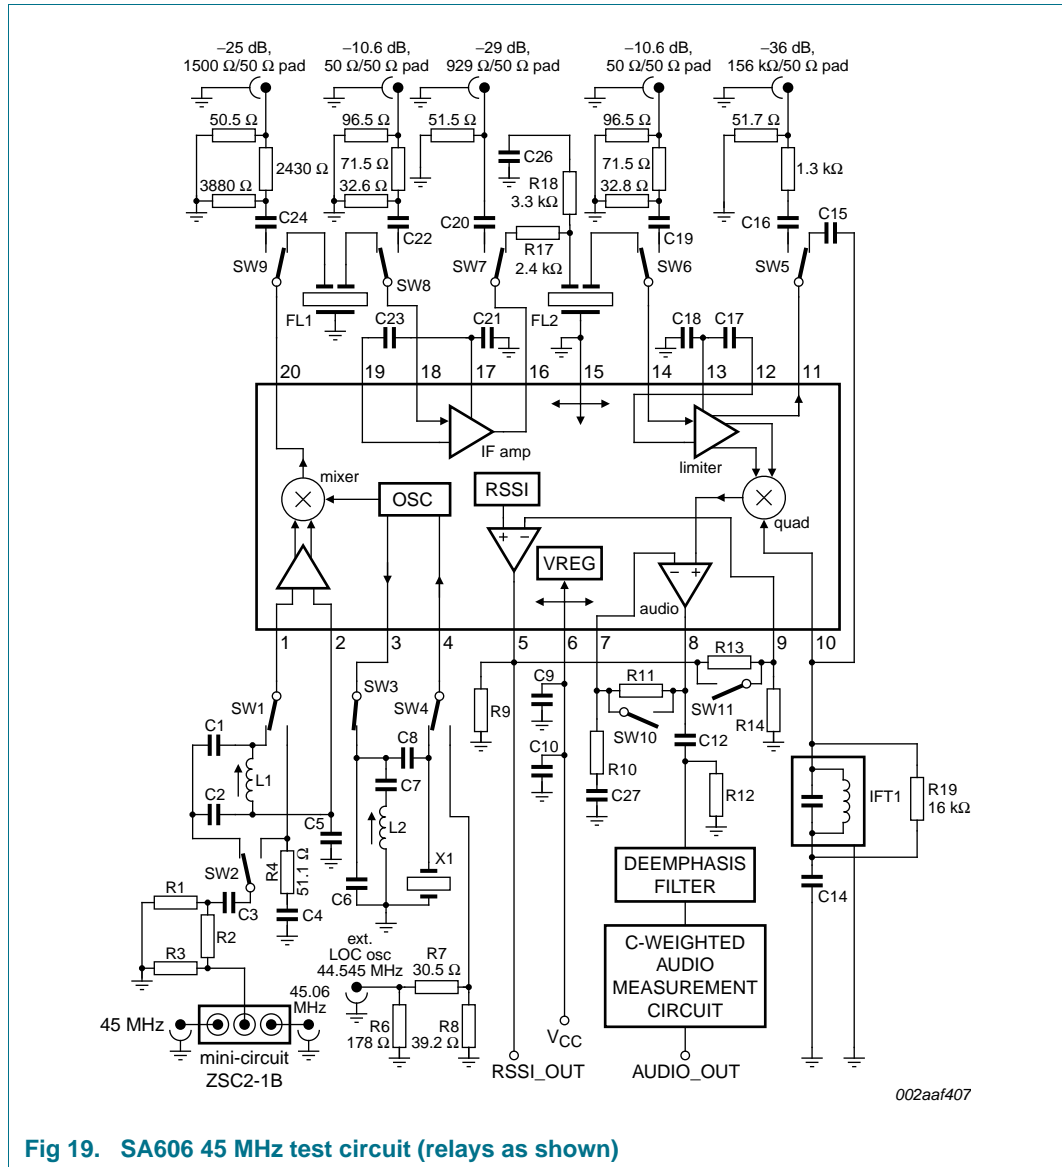 −25 dB,
1500 Ω/50 Ω pad
−10.6 dB,
50 Ω/50 Ω pad
−29 dB,
929 Ω/50 Ω pad
−10.6 dB,
50 Ω/50 Ω pad
−36 dB,
156 kΩ/50 Ω pad
50.5 Ω
96.5 Ω
51.5 Ω
96.5 Ω
51.7 Ω
2430 Ω
71.5 Ω
C26
71.5 Ω
1.3 kΩ
3880 Ω
32.6 Ω
R18
3.3 kΩ
32.8 Ω
C24
C22
C20
C19
C16
C15
R17
2.4 kΩ
SW9
SW8
SW7
SW6
SW5
FL1
FL2
C23
C21
C18
C17
20
19
18
17
16
15
14
13
12
11
mixer
IF amp
limiter
OSC
RSSI
quad
+ −
VREG
− +
audio
1
2
3
4
5
6
7
8
9
10
SW1
SW3
SW4
R9
C9
R11
R13
SW11
R14
SW10
C1
L1
C8
C10
C12
C7
R10
C2
C5
L2
C27
R12
IFT1
R19
16 kΩ
SW2
R4
51.1 Ω
C6
X1
DEEMPHASIS
FILTER
C14
R1
C3
C4
R2
R3
ext.
LOC osc
44.545 MHz
R7
30.5 Ω
C-WEIGHTED
AUDIO
MEASUREMENT
CIRCUIT
45 MHz
45.06
MHz
R6
178 Ω
R8
39.2 Ω
VCC
mini-circuit
ZSC2-1B
RSSI_OUT
AUDIO_OUT
002aaf407
Fig 19. SA606 45 MHz test circuit (relays as shown)